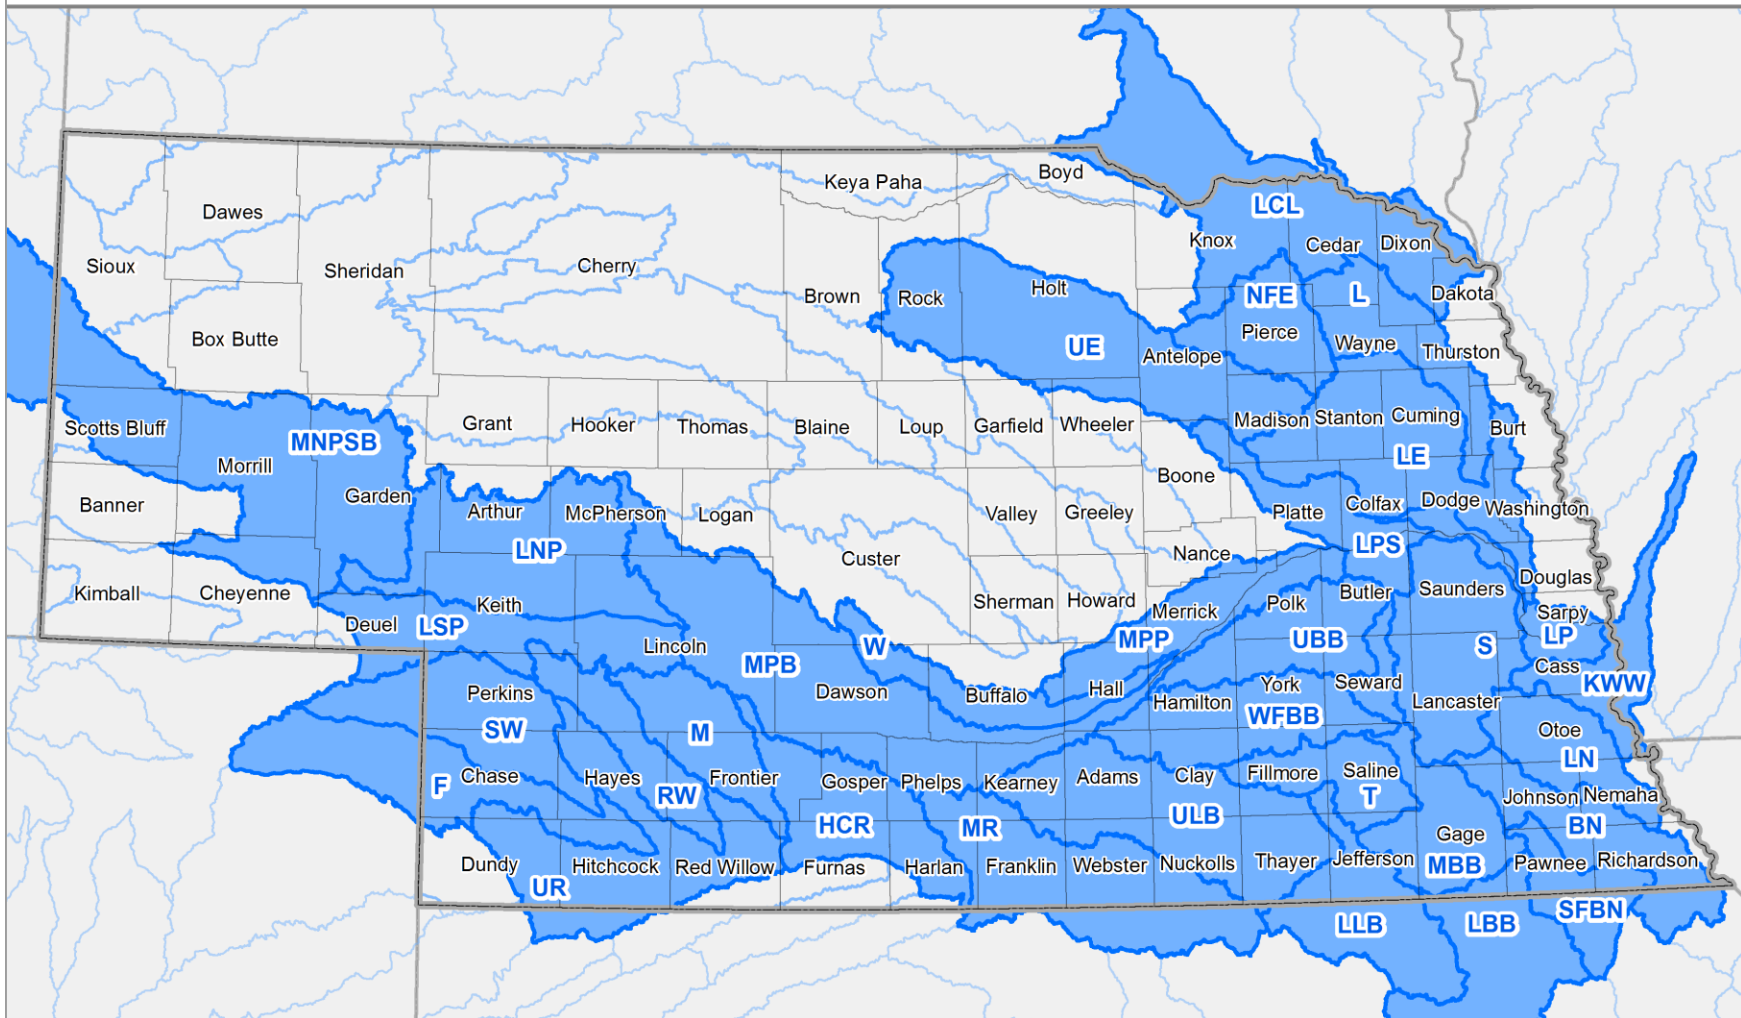 Boyd
Keya Paha
LCL
Dawes
Knox
Cedar
Dixon
Sioux
Sheridan
Cherry
Brown
Rock
Holt
NFE
L
Dakota
Box Butte
UE
Pierce
Antelope
Wayne
Thurston
Scotts Bluff
MNPSB
Grant
Hooker
Thomas
Blaine
Loup
Garfield
Wheeler
Madison
Stanton
Cuming
Burt
Morrill
LE
Boone
Banner
Garden
Arthur
McPherson
Logan
Valley
Greeley
Platte
Colfax
Dodge
Washington
LNP
Custer
Nance
LPS
Kimball
Cheyenne
Keith
Sherman
Howard
Merrick
Polk
Butler
Saunders
Douglas
Sarpy
Deuel
LSP
Lincoln
W
MPP
UBB
S
LP
MPB
Cass
Perkins
Dawson
Buffalo
Hall
Hamilton
York
Seward
Lancaster
KWW
SW
M
WFBB
Otoe
LN
F
Chase
Hayes
Frontier
Gosper
Phelps
Kearney
Adams
Clay
Fillmore
Saline
T
RW
Johnson
Nemaha
HCR
MR
ULB
Gage
BN
Dundy
Hitchcock
Red Willow
Furnas
Harlan
Franklin
Webster
Nuckolls
Thayer
Jefferson
MBB
Pawnee
Richardson
UR
LLB
LBB
SFBN